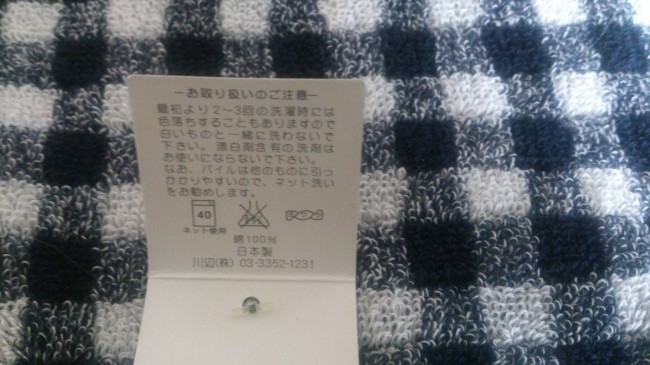 －お取り扱いのご注意－
最初より2～3回の洗濯時には
色落ちすることもありますので
白いものと一緒に洗わないで
下さい。漂白剤含有の洗剤は
お使いにならないで下さい。
なお、パイルは他のものに引っ
かかりやすいので、ネット洗い
をお勧めします。
40
ネット使用
綿100％
日本製
川辺(株) 03-3352-1231